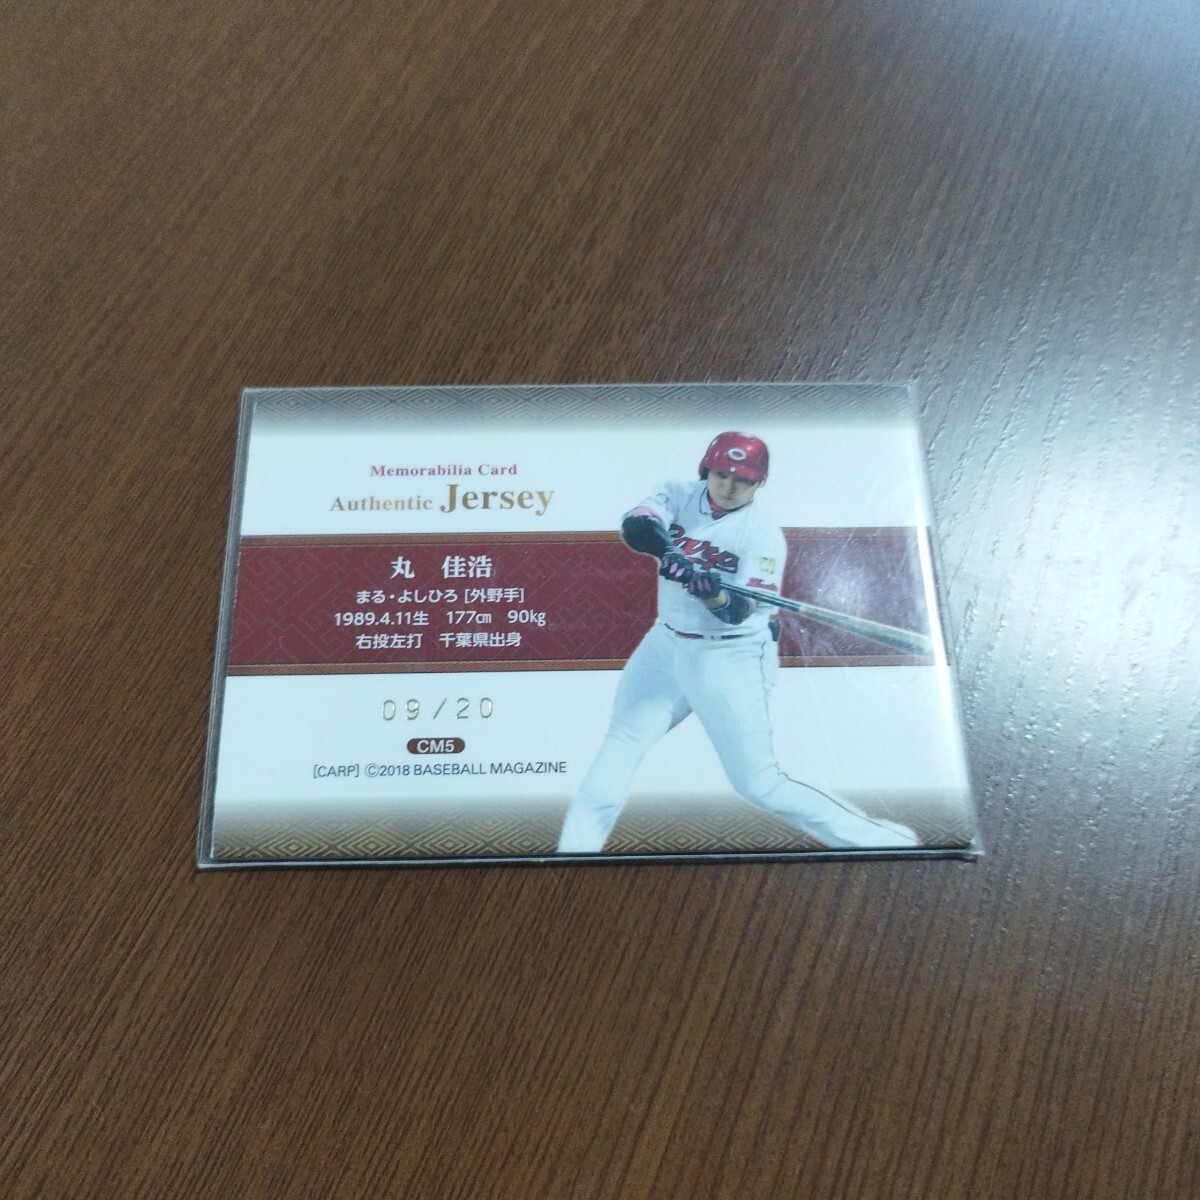 Memorabilia Card
Authentic Jersey
丸 佳浩
まる・よしひろ [外野手]
1989.4.11生 177㎝ 90㎏
右投左打 千葉県出身
09/20
CM5
[CARP] ©2018 BASEBALL MAGAZINE
Carp